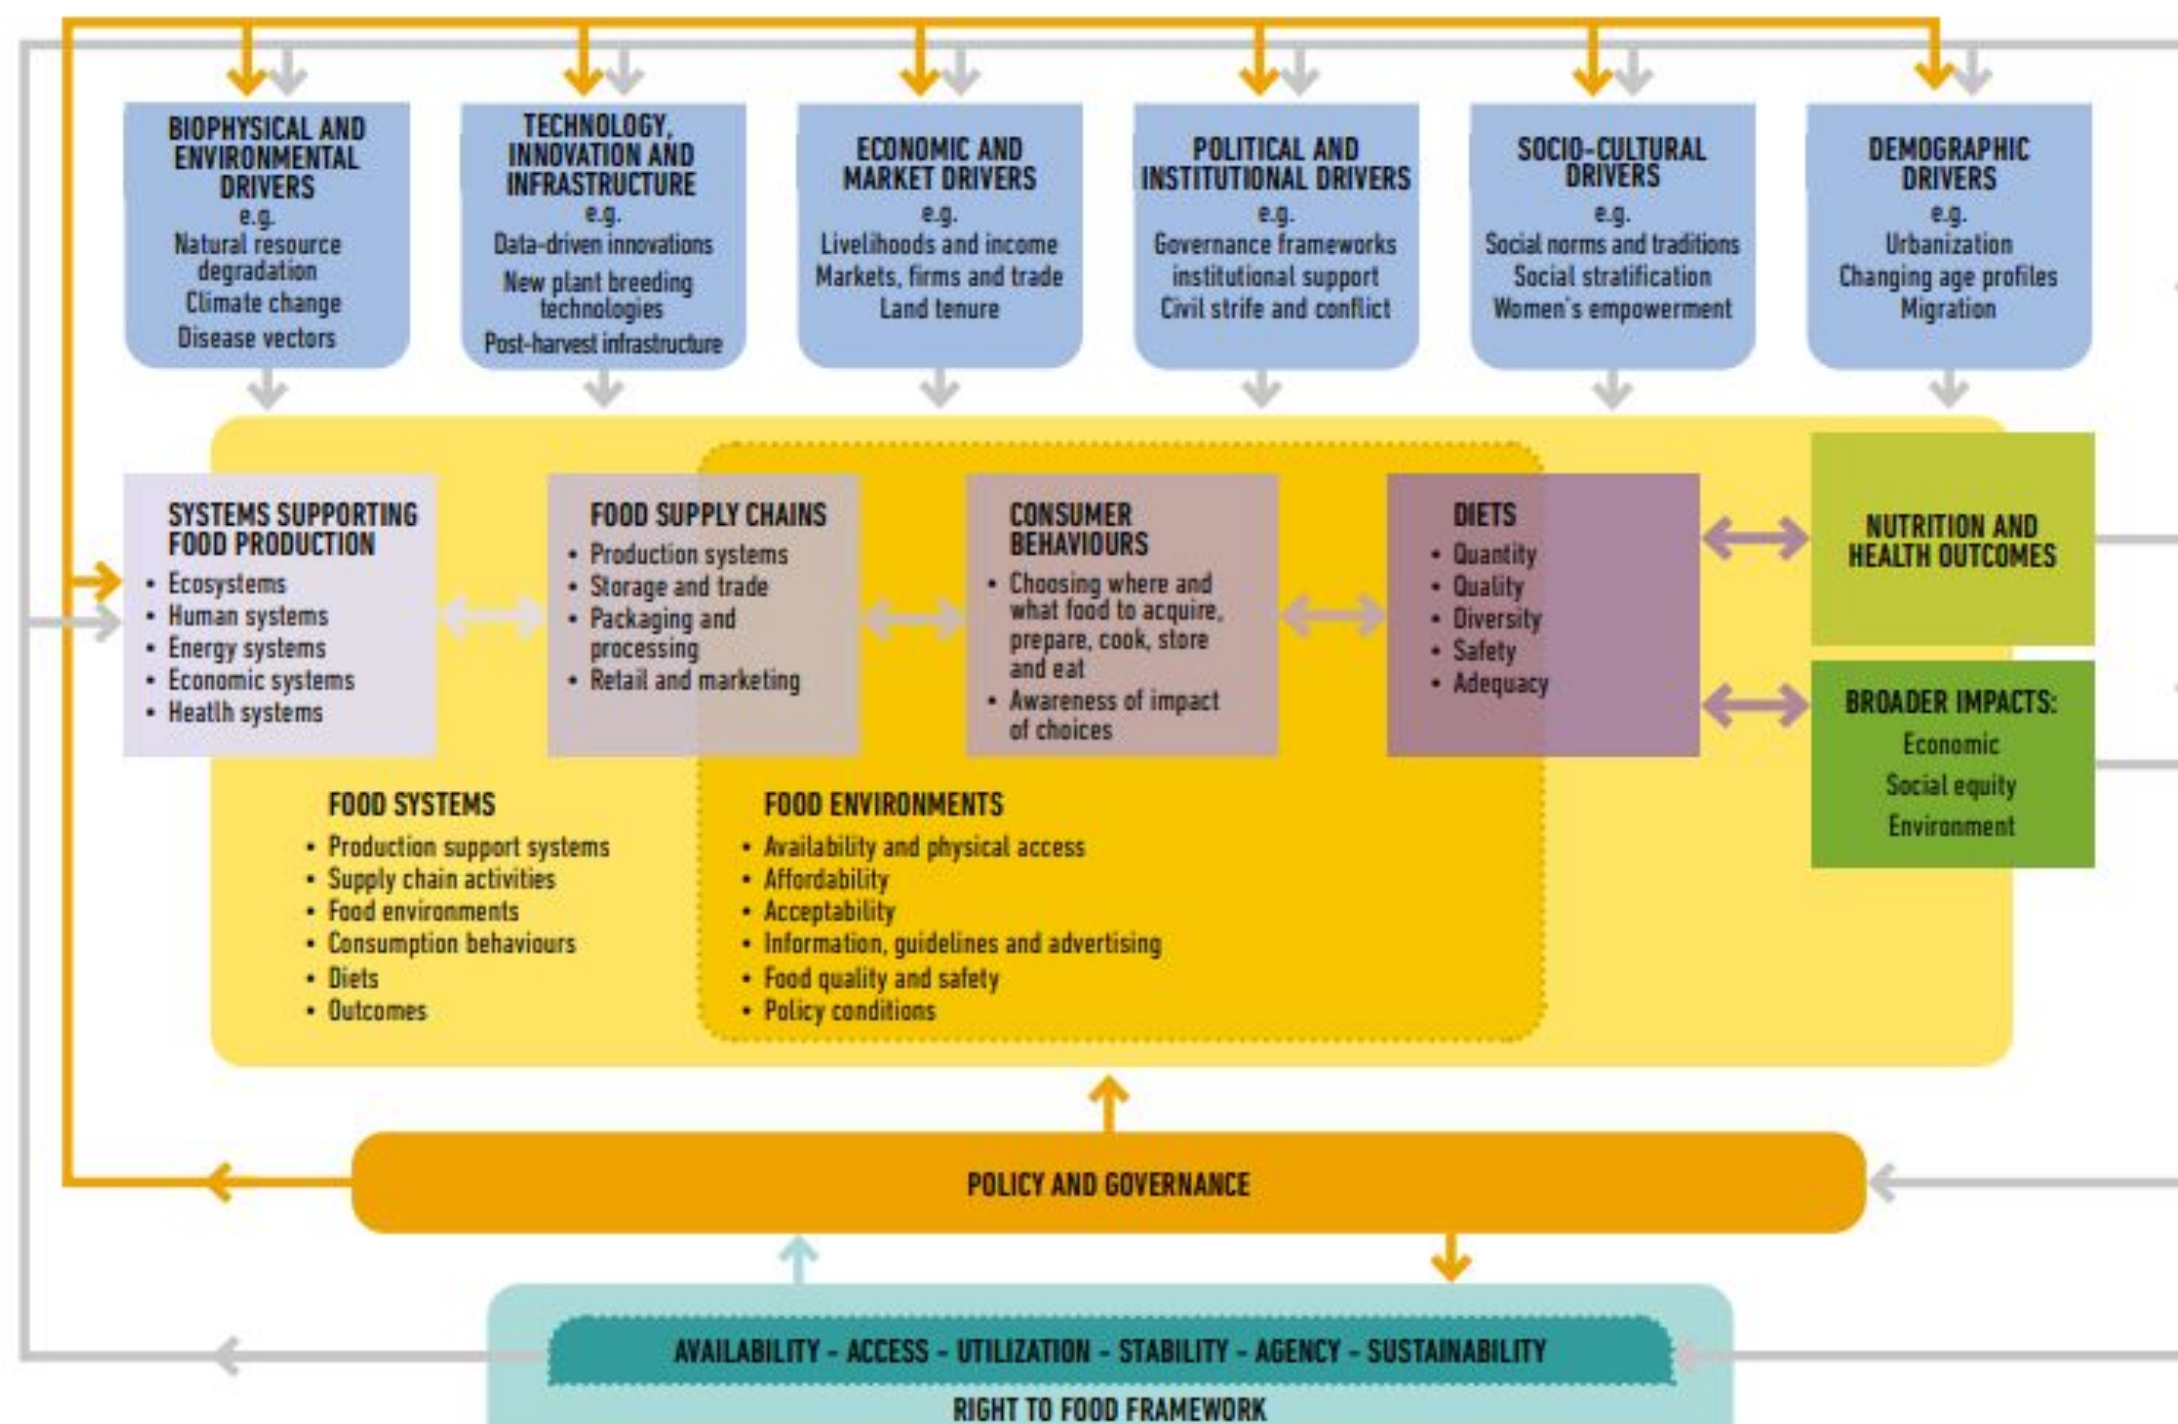 BIOPHYSICAL AND
ENVIRONMENTAL
DRIVERS
e.g.
Natural resource
degradation
Climate change
Disease vectors
TECHNOLOGY,
INNOVATION AND
INFRASTRUCTURE
e.g.
Data-driven innovations
New plant breeding
technologies
Post-harvest infrastructure
ECONOMIC AND
MARKET DRIVERS
e.g.
Livelihoods and income
Markets, firms and trade
Land tenure
POLITICAL AND
INSTITUTIONAL DRIVERS
e.g.
Governance frameworks
institutional support
Civil strife and conflict
SOCIO-CULTURAL
DRIVERS
e.g.
Social norms and traditions
Social stratification
Women's empowerment
DEMOGRAPHIC
DRIVERS
e.g.
Urbanization
Changing age profiles
Migration
SYSTEMS SUPPORTING
FOOD PRODUCTION
• Ecosystems
• Human systems
• Energy systems
• Economic systems
• Heatlh systems
FOOD SUPPLY CHAINS
• Production systems
• Storage and trade
• Packaging and
processing
• Retail and marketing
CONSUMER
BEHAVIOURS
• Choosing where and
what food to acquire,
prepare, cook, store
and eat
• Awareness of impact
of choices
DIETS
• Quantity
• Quality
• Diversity
• Safety
• Adequacy
NUTRITION AND
HEALTH OUTCOMES
BROADER IMPACTS:
Economic
Social equity
Environment
FOOD SYSTEMS
• Production support systems
• Supply chain activities
• Food environments
• Consumption behaviours
• Diets
• Outcomes
FOOD ENVIRONMENTS
• Availability and physical access
• Affordability
• Acceptability
• Information, guidelines and advertising
• Food quality and safety
• Policy conditions
POLICY AND GOVERNANCE
AVAILABILITY - ACCESS - UTILIZATION - STABILITY - AGENCY - SUSTAINABILITY
RIGHT TO FOOD FRAMEWORK